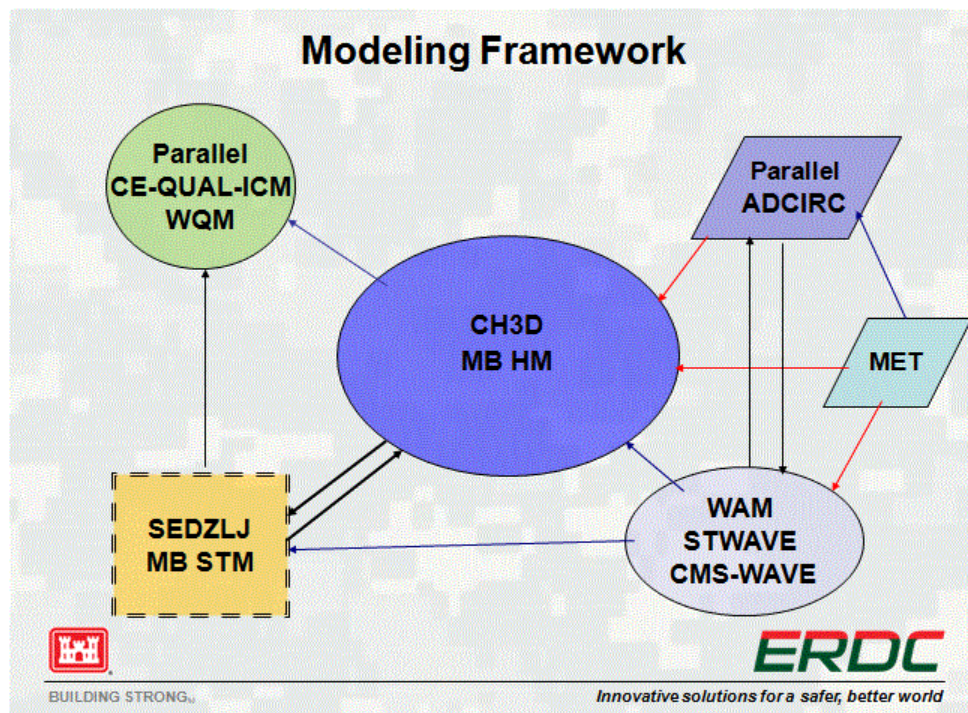 Modeling Framework
Parallel
CE-QUAL-ICM
WQM
Parallel
ADCIRC
CH3D
MB HM
MET
SEDZLJ
MB STM
WAM
STWAVE
CMS-WAVE
BUILDING STRONG
ERDC
Innovative solutions for a safer, better world